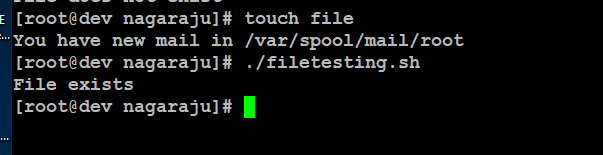 [root@dev nagaraju]# touch file
You have new mail in /var/spool/mail/root
[root@dev nagaraju]# ./filetesting.sh
File exists
[root@dev nagaraju]#